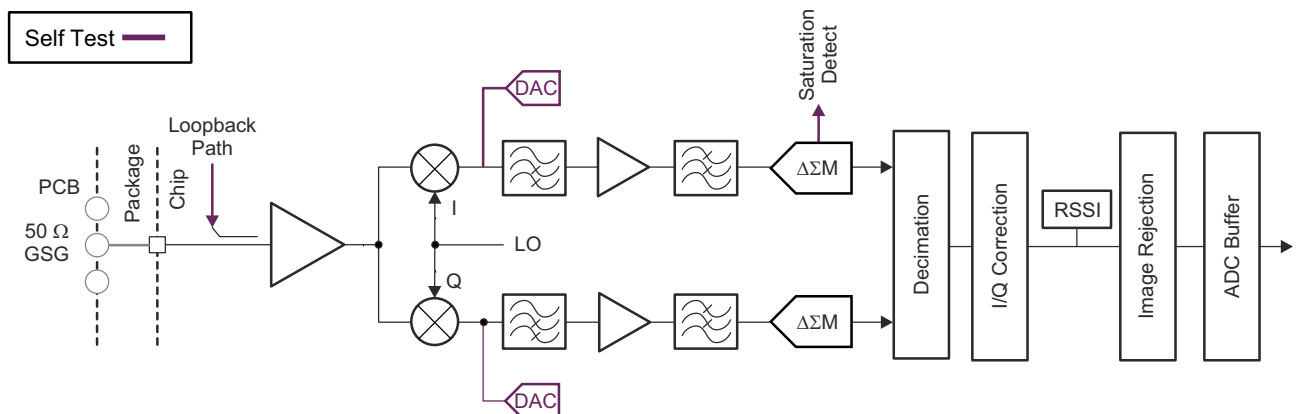 Self Test
DAC
Saturation
Detect
Loopback
Path
PCB
Package
Chip
50 Ω
GSG
I
LO
Q
ΔΣM
ΔΣM
DAC
Decimation
I/Q Correction
RSSI
Image Rejection
ADC Buffer